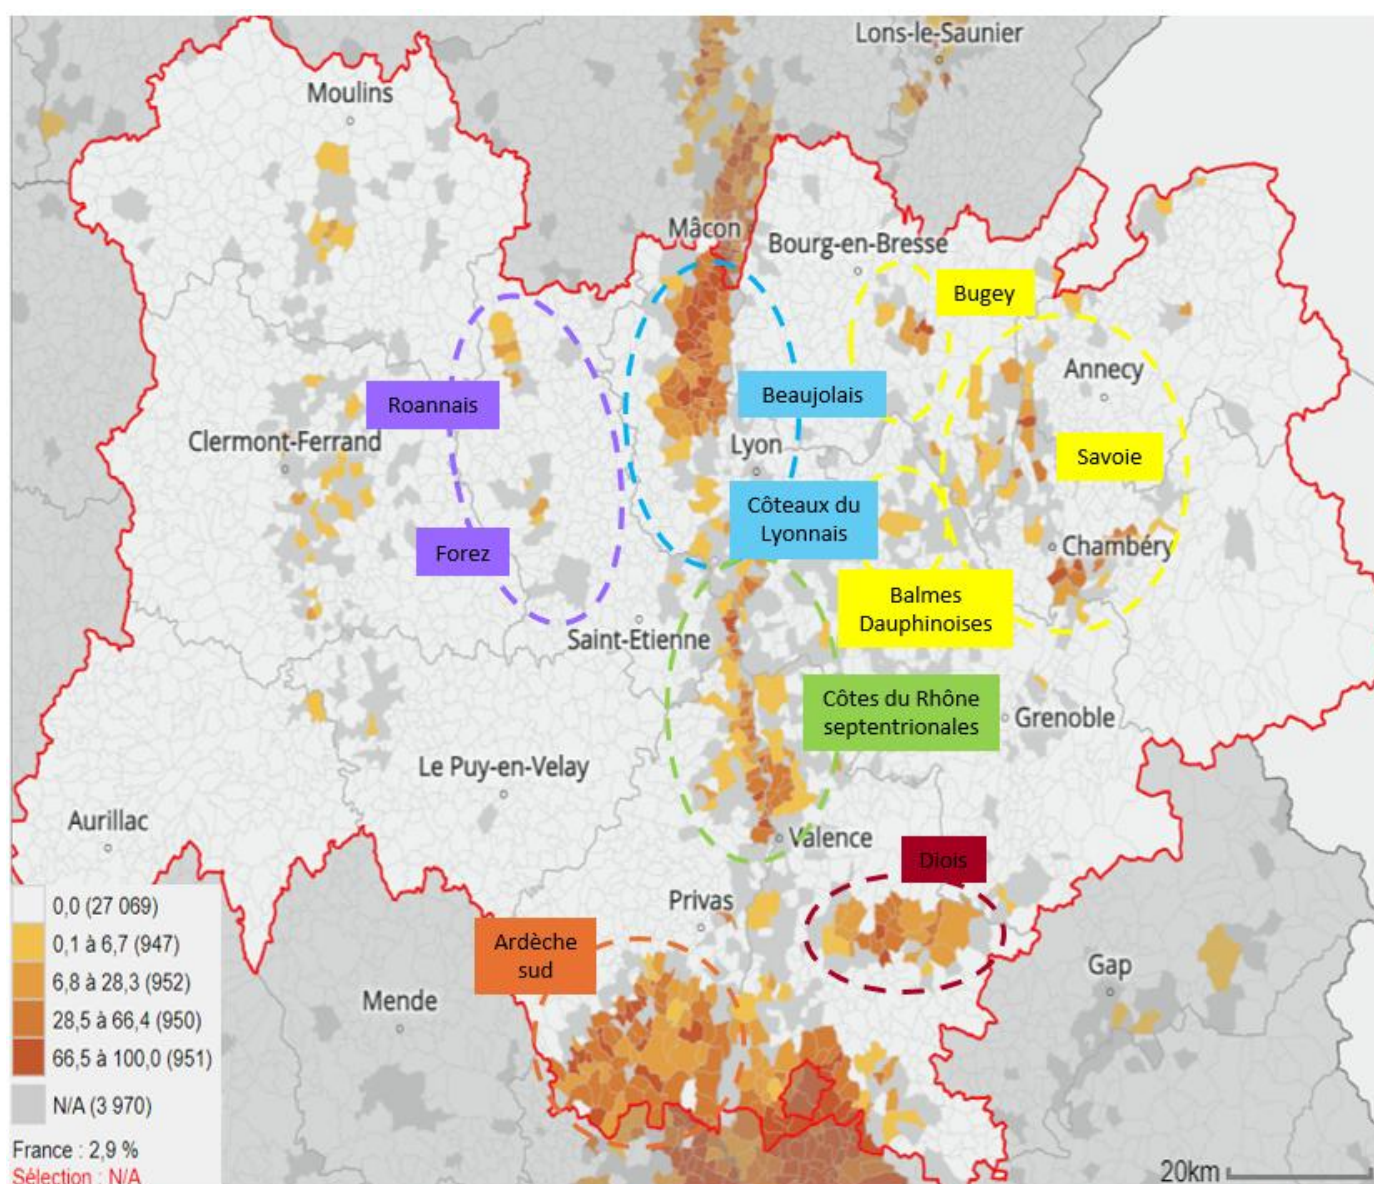 Lons-le-Saunier
Moulins
Mâcon
Bourg-en-Bresse
Bugey
Annecy
Roannais
Beaujolais
Clermont-Ferrand
Lyon
Savoie
Côteaux du
Lyonnais
Forez
Chambéry
Balmes
Dauphinoises
Saint-Etienne
Côtes du Rhône
septentrionales
Grenoble
Le Puy-en-Velay
Aurillac
Valence
Diois
Privas
Ardèche
sud
Gap
Mende
0,0 (27 069)
0,1 à 6,7 (947)
6,8 à 28,3 (952)
28,5 à 66,4 (950)
66,5 à 100,0 (951)
N/A (3 970)
France : 2,9 %
Sélection : N/A
20km